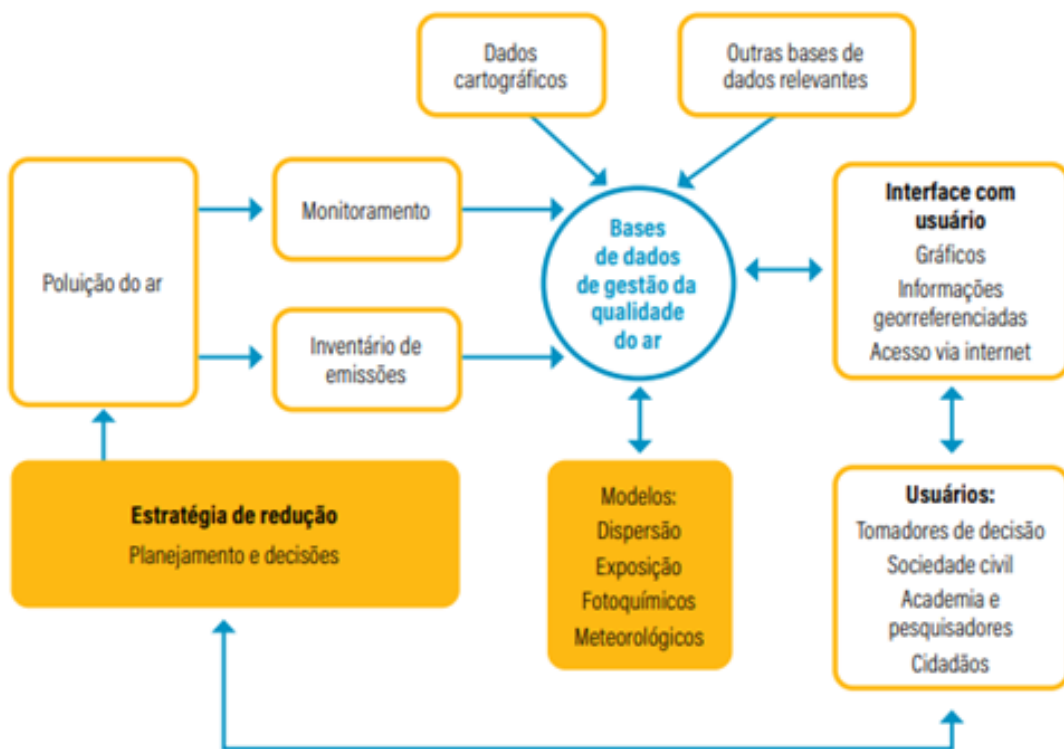 Dados
cartográficos
Outras bases de
dados relevantes
Poluição do ar
Monitoramento
Inventário de
emissões
Bases
de dados
de gestão da
qualidade
do ar
Interface com
usuário
Gráficos
Informações
georreferenciadas
Acesso via internet
Estratégia de redução
Planejamento e decisões
Modelos:
Dispersão
Exposição
Fotoquímicos
Meteorológicos
Usuários:
Tomadores de decisão
Sociedade civil
Academia e
pesquisadores
Cidadãos